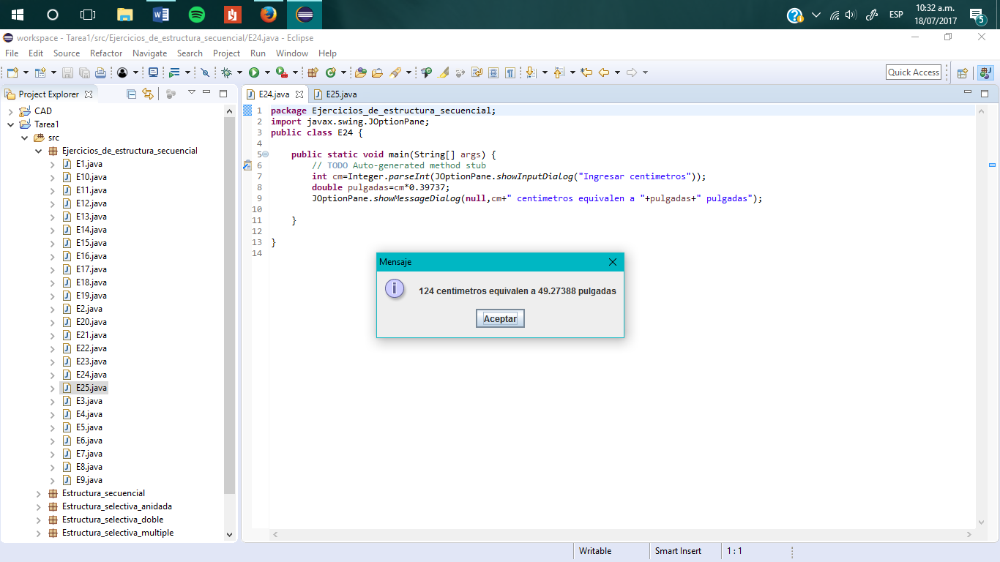 ESP
10:32 a.m.
18/07/2017
5
workspace - Tarea1/src/Ejercicios_de_estructura_secuencial/E24.java - Eclipse
File Edit Source Refactor Navigate Search Project Run Window Help
Quick Access
Project Explorer
CAD
Tarea1
src
Ejercicios_de_estructura_secuencial
E1.java
E10.java
E11.java
E12.java
E13.java
E14.java
E15.java
E16.java
E17.java
E18.java
E19.java
E2.java
E20.java
E21.java
E22.java
E23.java
E24.java
E25.java
E3.java
E4.java
E5.java
E6.java
E7.java
E8.java
E9.java
Estructura_secuencial
Estructura_selectiva_anidada
Estructura_selectiva_doble
Estructura_selectiva_multiple
E24.java E25.java
1 package Ejercicios_de_estructura_secuencial;
2 import javax.swing.JOptionPane;
3 public class E24 {
4
5 public static void main(String[] args) {
6 // TODO Auto-generated method stub
7 int cm=Integer.parseInt(JOptionPane.showInputDialog("Ingresar centimetros"));
8 double pulgadas=cm*0.39737;
9 JOptionPane.showMessageDialog(null,cm+" centimetros equivalen a "+pulgadas+" pulgadas");
10
11 }
12
13 }
14
Mensaje
124 centimetros equivalen a 49.27388 pulgadas
Aceptar
Writable Smart Insert 1 : 1